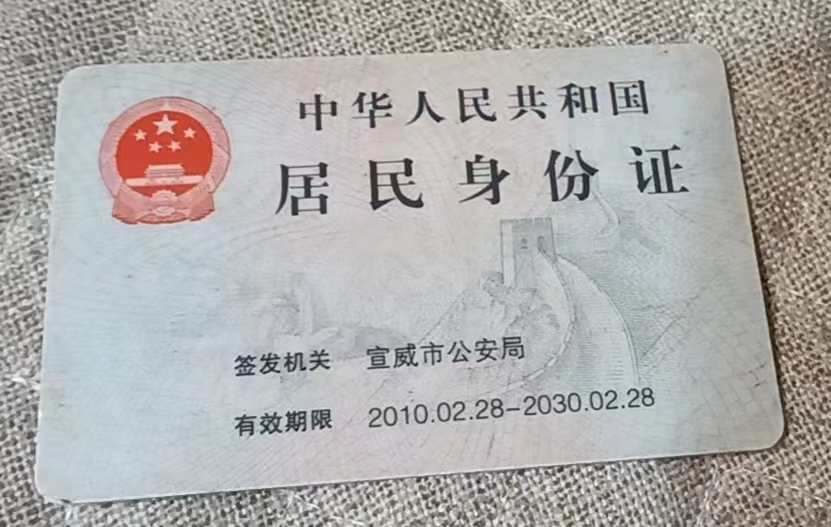 中华人民共和国
居民身份证
签发机关 宣威市公安局
有效期限 2010.02.28-2030.02.28